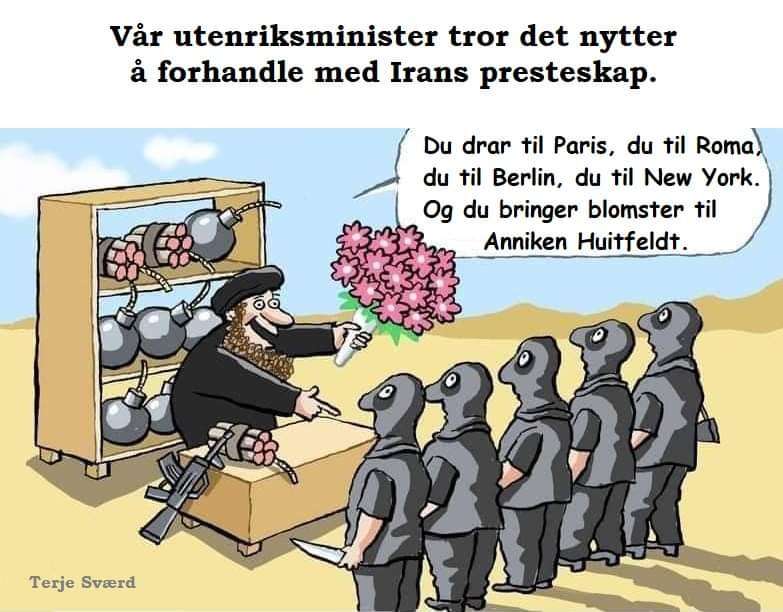 Vår utenriksminister tror det nytter
å forhandle med Irans presteskap.
Du drar til Paris, du til Roma,
du til Berlin, du til New York.
Og du bringer blomster til
Anniken Huitfeldt.
Terje Sværd